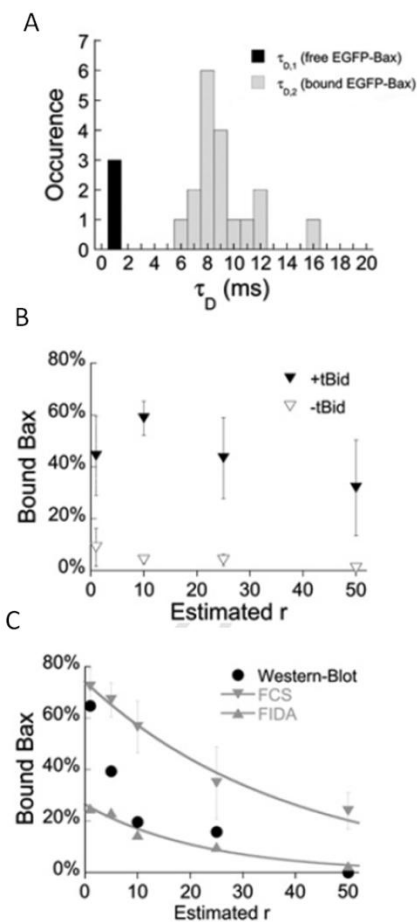 A
7
6
5
4
3
2
1
0
Occurence
τD,1 (free EGFP-Bax)
τD,2 (bound EGFP-Bax)
0 2 4 6 8 10 12 14 16 18 20
τD (ms)
B
80%
60%
40%
20%
0%
Bound Bax
+tBid
-tBid
0 10 20 30 40 50
Estimated r
C
80%
60%
40%
20%
0%
Bound Bax
Western-Blot
FCS
FIDA
0 10 20 30 40 50
Estimated r